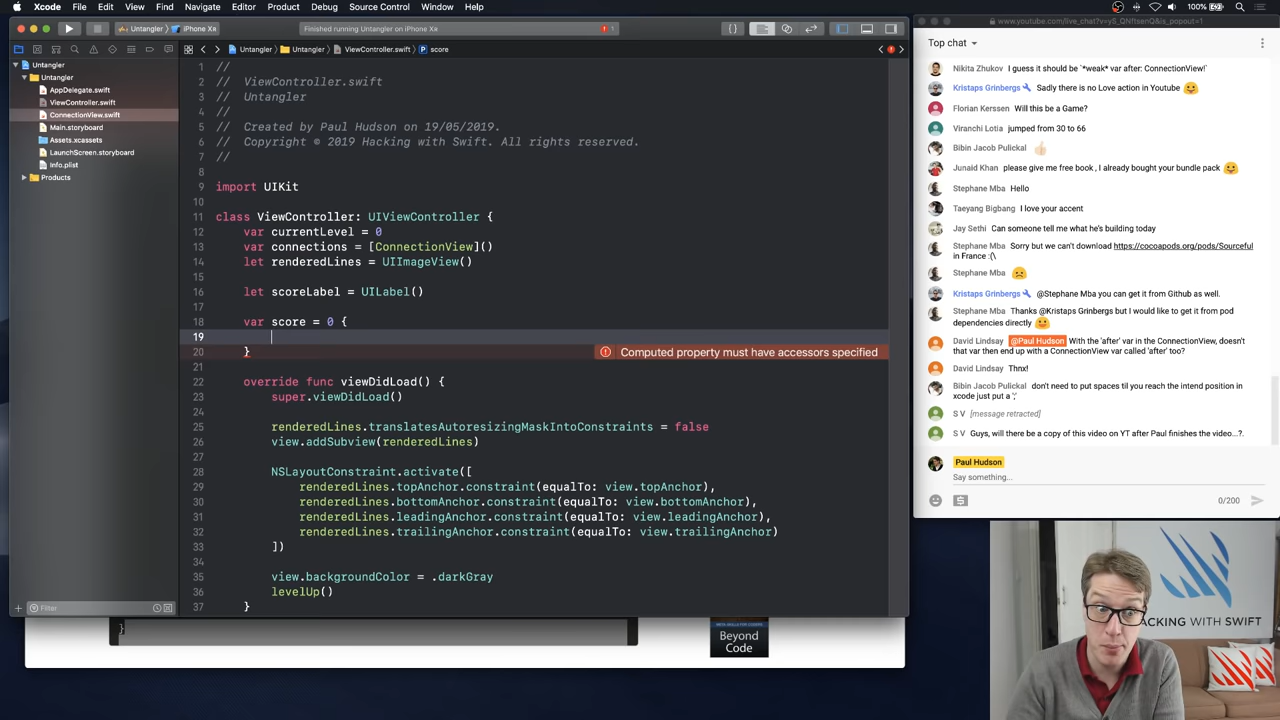 Xcode File Edit View Find Navigate Editor Product Debug Source Control Window Help
100%
Untangler iPhone Xʀ
Finished running Untangler on iPhone Xʀ
1
www.youtube.com/live_chat?v=yS_QNftsenQ&is_popout=1
Top chat
Untangler Untangler ViewController.swift P score
Untangler
Untangler
AppDelegate.swift
ViewController.swift
ConnectionView.swift
Main.storyboard
Assets.xcassets
LaunchScreen.storyboard
Info.plist
Products
Filter
1 //
2 // ViewController.swift
3 // Untangler
4 //
5 // Created by Paul Hudson on 19/05/2019.
6 // Copyright © 2019 Hacking with Swift. All rights reserved.
7 //
8
9 import UIKit
10
11 class ViewController: UIViewController {
12 var currentLevel = 0
13 var connections = [ConnectionView]()
14 let renderedLines = UIImageView()
15
16 let scoreLabel = UILabel()
17
18 var score = 0 {
19
20 } Computed property must have accessors specified
21
22 override func viewDidLoad() {
23 super.viewDidLoad()
24
25 renderedLines.translatesAutoresizingMaskIntoConstraints = false
26 view.addSubview(renderedLines)
27
28 NSLayoutConstraint.activate([
29 renderedLines.topAnchor.constraint(equalTo: view.topAnchor),
30 renderedLines.bottomAnchor.constraint(equalTo: view.bottomAnchor),
31 renderedLines.leadingAnchor.constraint(equalTo: view.leadingAnchor),
32 renderedLines.trailingAnchor.constraint(equalTo: view.trailingAnchor)
33 ])
34
35 view.backgroundColor = .darkGray
36 levelUp()
37 }
}
Beyond
Code
Nikita Zhukov I guess it should be `*weak* var after: ConnectionView!`
Kristaps Grinbergs Sadly there is no Love action in Youtube
Florian Kerssen Will this be a Game?
Viranchi Lotia jumped from 30 to 66
Bibin Jacob Pulickal
Junaid Khan please give me free book , I already bought your bundle pack
Stephane Mba Hello
Taeyang Bigbang I love your accent
Jay Sethi Can someone tell me what he's building today
Stephane Mba Sorry but we can't download https://cocoapods.org/pods/Sourceful
in France :(\
Stephane Mba
Kristaps Grinbergs @Stephane Mba you can get it from Github as well.
Stephane Mba Thanks @Kristaps Grinbergs but I would like to get it from pod
dependencies directly
David Lindsay @Paul Hudson With the 'after' var in the ConnectionView, doesn't
that var then end up with a ConnectionView var called 'after' too?
David Lindsay Thnx!
Bibin Jacob Pulickal don't need to put spaces til you reach the intend position in
xcode just put a ';'
S V [message retracted]
S V Guys, will there be a copy of this video on YT after Paul finishes the video...?.
Paul Hudson
Say something...
0/200
ACKING WITH SWIFT